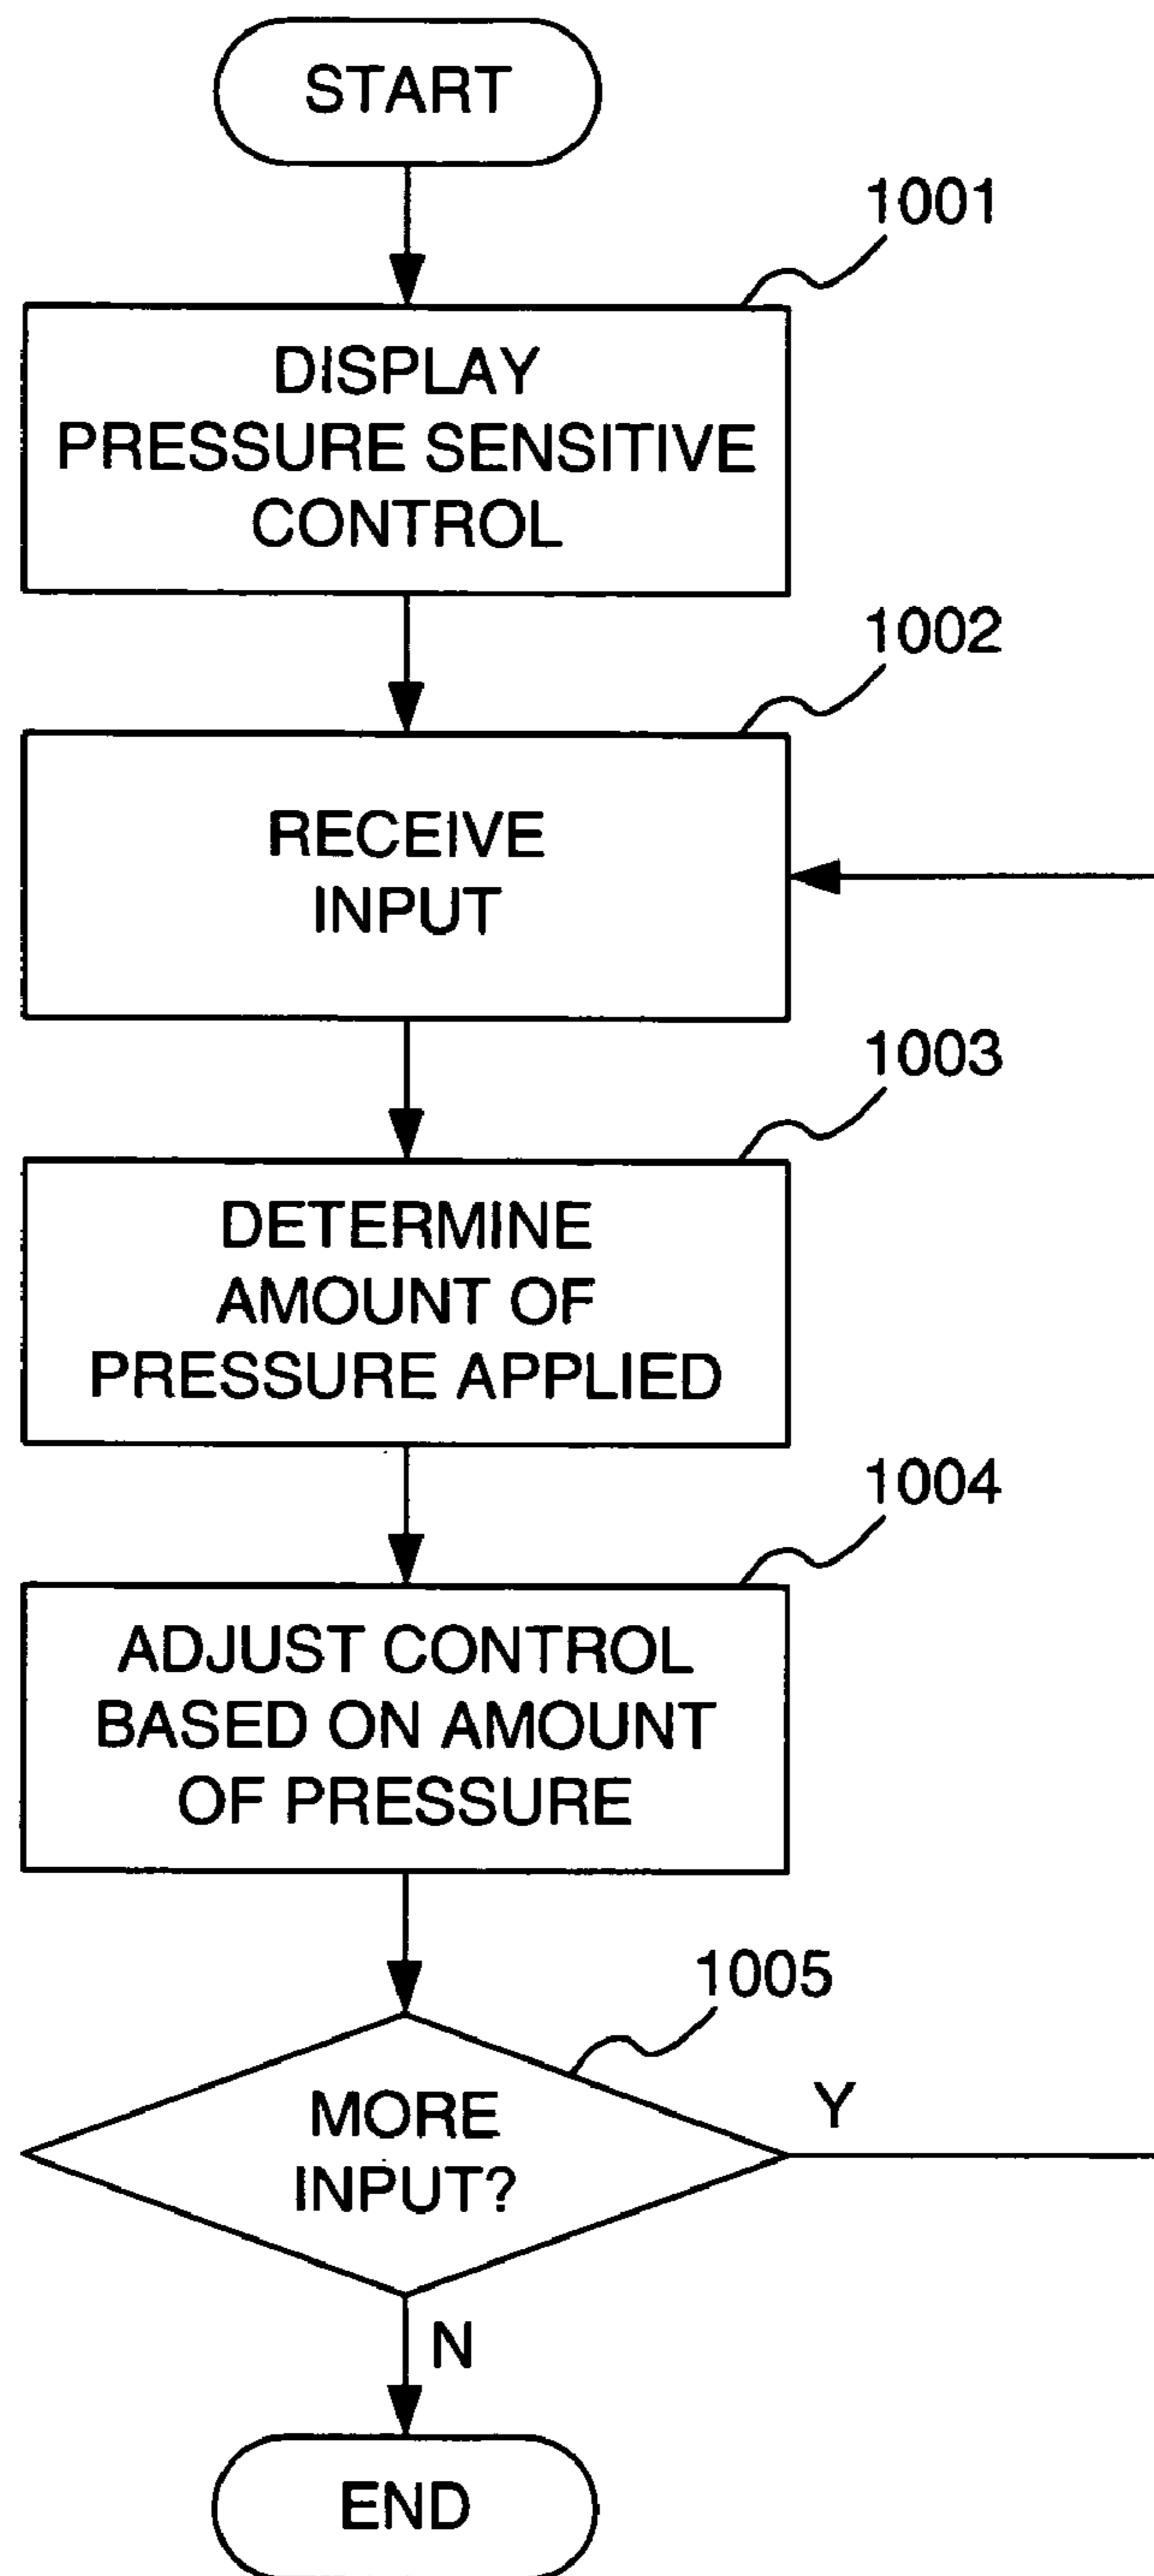 START
1001
DISPLAY
PRESSURE SENSITIVE
CONTROL
1002
RECEIVE
INPUT
1003
DETERMINE
AMOUNT OF
PRESSURE APPLIED
1004
ADJUST CONTROL
BASED ON AMOUNT
OF PRESSURE
1005
MORE
INPUT?
Y
N
END